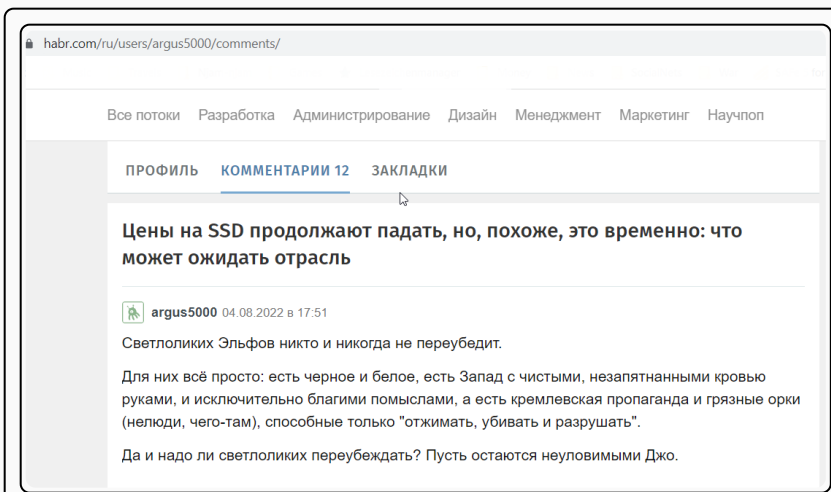 habr.com/ru/users/argus5000/comments/
Все потоки Разработка Администрирование Дизайн Менеджмент Маркетинг Научпоп
ПРОФИЛЬ КОММЕНТАРИИ 12 ЗАКЛАДКИ
Цены на SSD продолжают падать, но, похоже, это временно: что
может ожидать отрасль
argus5000 04.08.2022 в 17:51
Светлоликих Эльфов никто и никогда не переубедит.
Для них всё просто: есть черное и белое, есть Запад с чистыми, незапятнанными кровью
руками, и исключительно благими помыслами, а есть кремлевская пропаганда и грязные орки
(нелюди, чего-там), способные только "отжимать, убивать и разрушать".
Да и надо ли светлоликих переубеждать? Пусть остаются неуловимыми Джо.